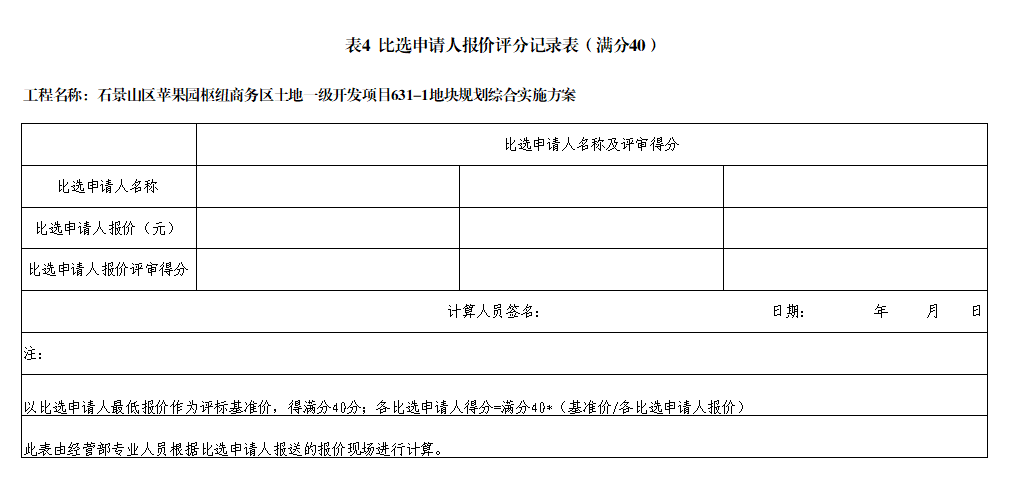 表4 比选申请人报价评分记录表（满分40）
工程名称：石景山区苹果园枢纽商务区土地一级开发项目631-1地块规划综合实施方案
比选申请人名称及评审得分
比选申请人名称
比选申请人报价（元）
比选申请人报价评审得分
计算人员签名： 日期： 年 月 日
注：
以比选申请人最低报价作为评标基准价，得满分40分；各比选申请人得分=满分40*（基准价/各比选申请人报价）
此表由经营部专业人员根据比选申请人报送的报价现场进行计算。